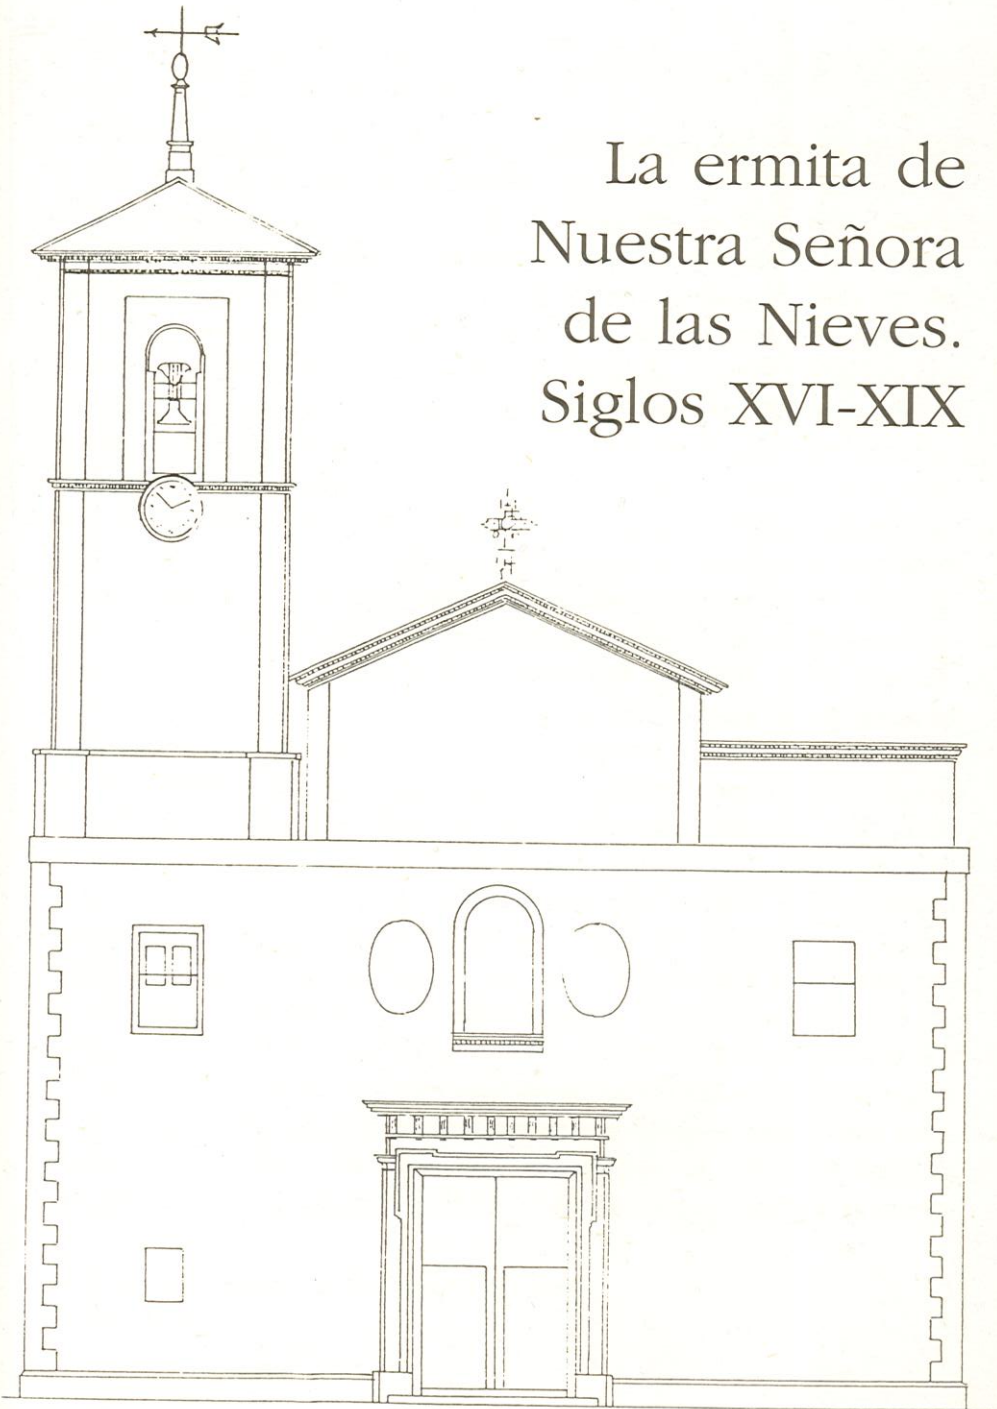 La ermita de
Nuestra Señora
de las Nieves.
Siglos XVI-XIX